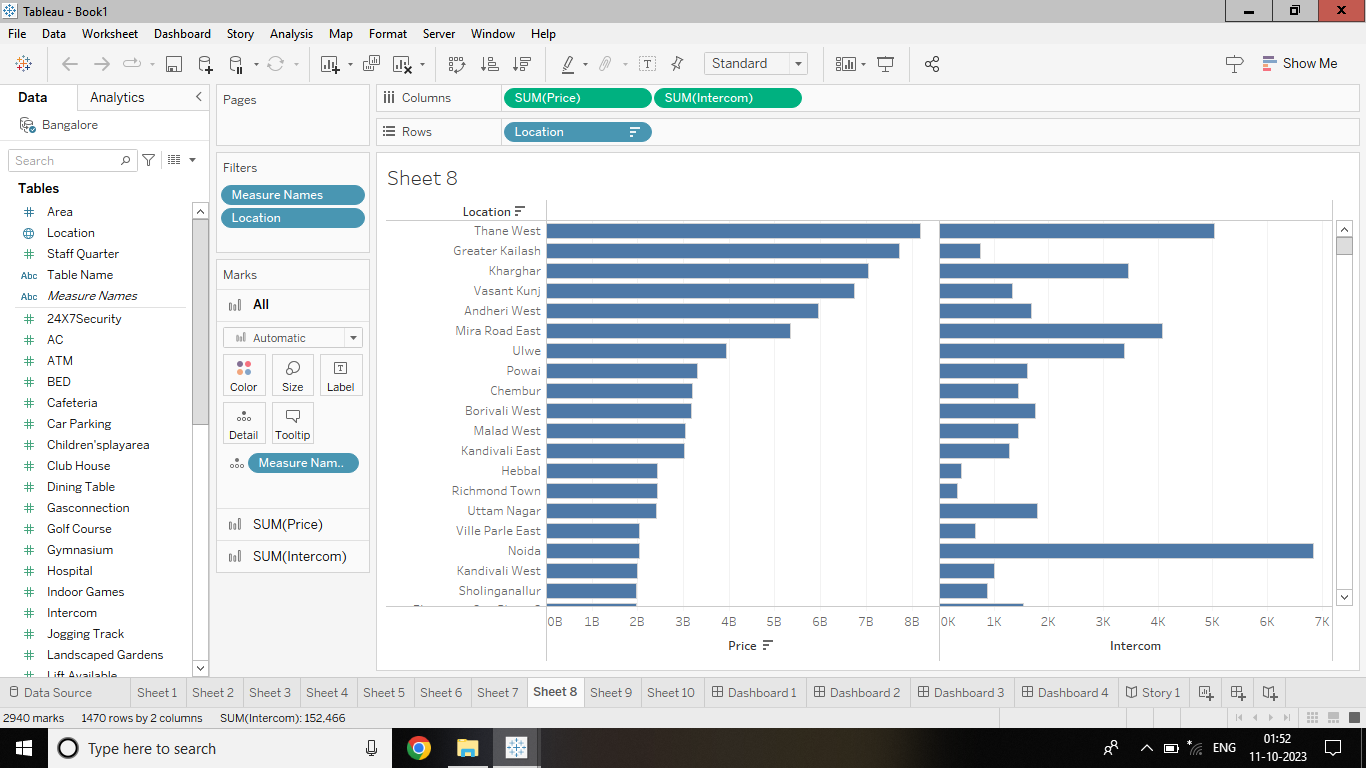 Tableau - Book1
File Data Worksheet Dashboard Story Analysis Map Format Server Window Help
Standard
Show Me
Data Analytics
Bangalore
Search
Tables
Area
Location
Staff Quarter
Abc Table Name
Abc Measure Names
24X7Security
AC
ATM
BED
Cafeteria
Car Parking
Children'splayarea
Club House
Dining Table
Gasconnection
Golf Course
Gymnasium
Hospital
Indoor Games
Intercom
Jogging Track
Landscaped Gardens
Lift Available
Pages
Filters
Measure Names
Location
Marks
All
Automatic
Color Size Label
Detail Tooltip
Measure Nam..
SUM(Price)
SUM(Intercom)
Columns SUM(Price) SUM(Intercom)
Rows Location
Sheet 8
Location
Thane West
Greater Kailash
Kharghar
Vasant Kunj
Andheri West
Mira Road East
Ulwe
Powai
Chembur
Borivali West
Malad West
Kandivali East
Hebbal
Richmond Town
Uttam Nagar
Ville Parle East
Noida
Kandivali West
Sholinganallur
0B 1B 2B 3B 4B 5B 6B 7B 8B 0K 1K 2K 3K 4K 5K 6K 7K
Price Intercom
Data Source Sheet 1 Sheet 2 Sheet 3 Sheet 4 Sheet 5 Sheet 6 Sheet 7 Sheet 8 Sheet 9 Sheet 10 Dashboard 1 Dashboard 2 Dashboard 3 Dashboard 4 Story 1
2940 marks 1470 rows by 2 columns SUM(Intercom): 152,466
Type here to search
ENG
01:52
11-10-2023